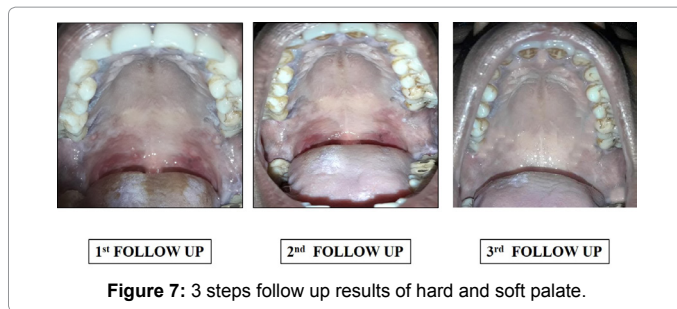 1st FOLLOW UP
2nd FOLLOW UP
3rd FOLLOW UP
Figure 7: 3 steps follow up results of hard and soft palate.